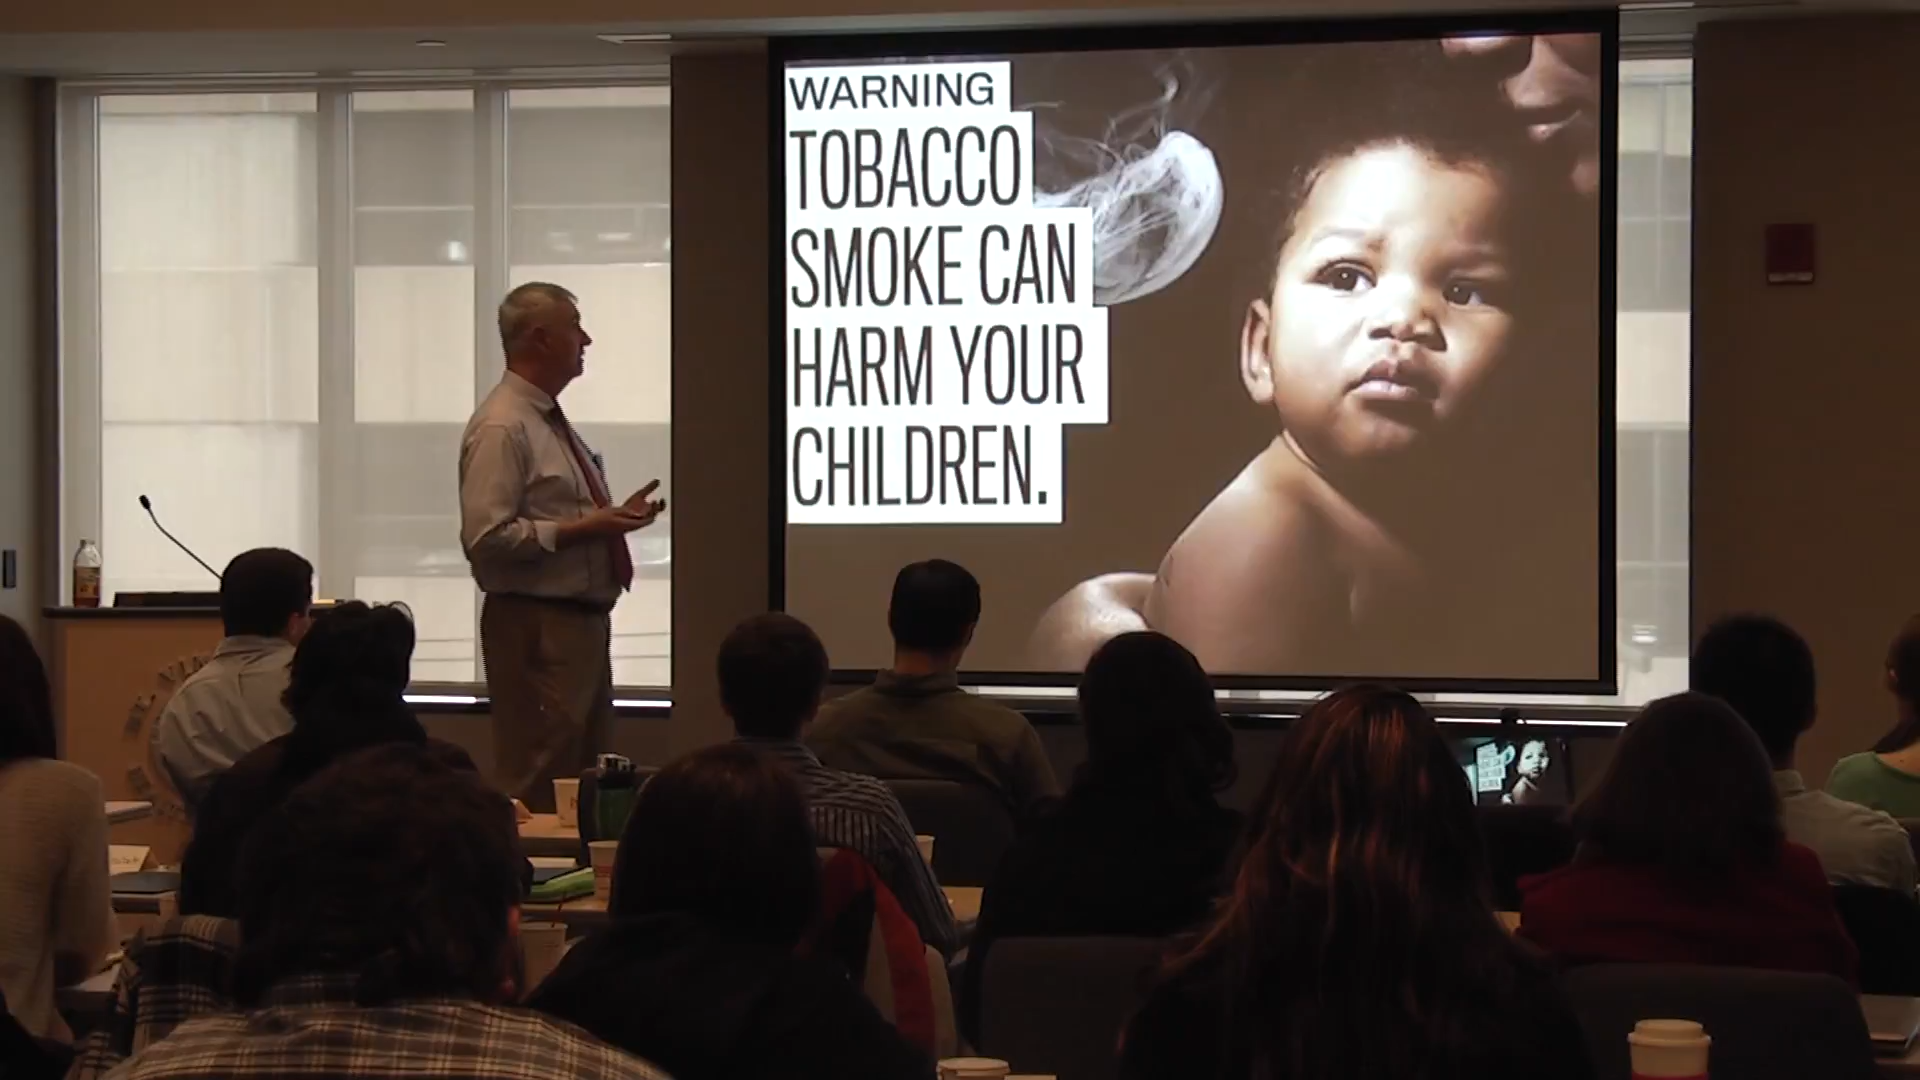 WARNING
TOBACCO
SMOKE CAN
HARM YOUR
CHILDREN.